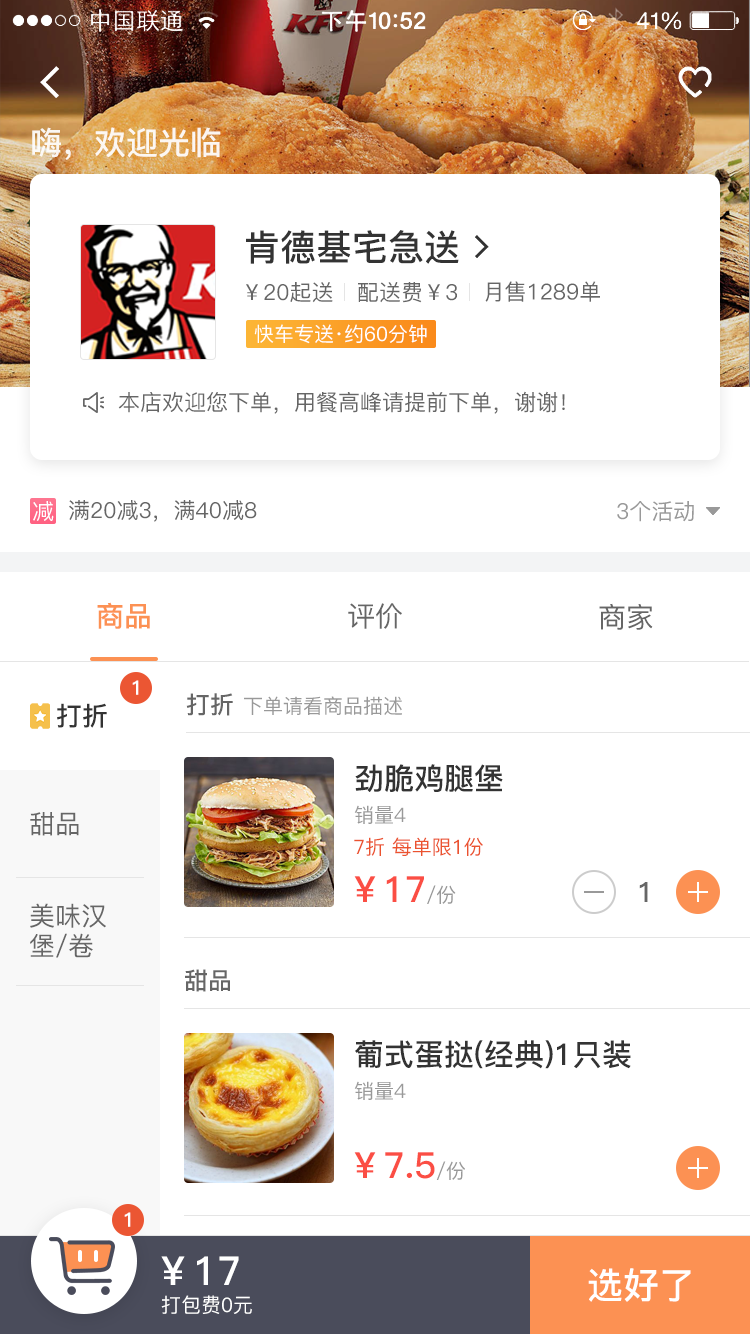 中国联通
下午10:52
41%
KFC
嗨，欢迎光临
肯德基宅急送
¥20起送
配送费¥3
月售1289单
快车专送·约60分钟
本店欢迎您下单，用餐高峰请提前下单，谢谢！
减 满20减3，满40减8
3个活动
商品
评价
商家
1
打折
甜品
美味汉
堡/卷
打折 下单请看商品描述
劲脆鸡腿堡
销量4
7折 每单限1份
¥17/份
1
甜品
葡式蛋挞(经典)1只装
销量4
¥7.5/份
1
¥17
打包费0元
选好了